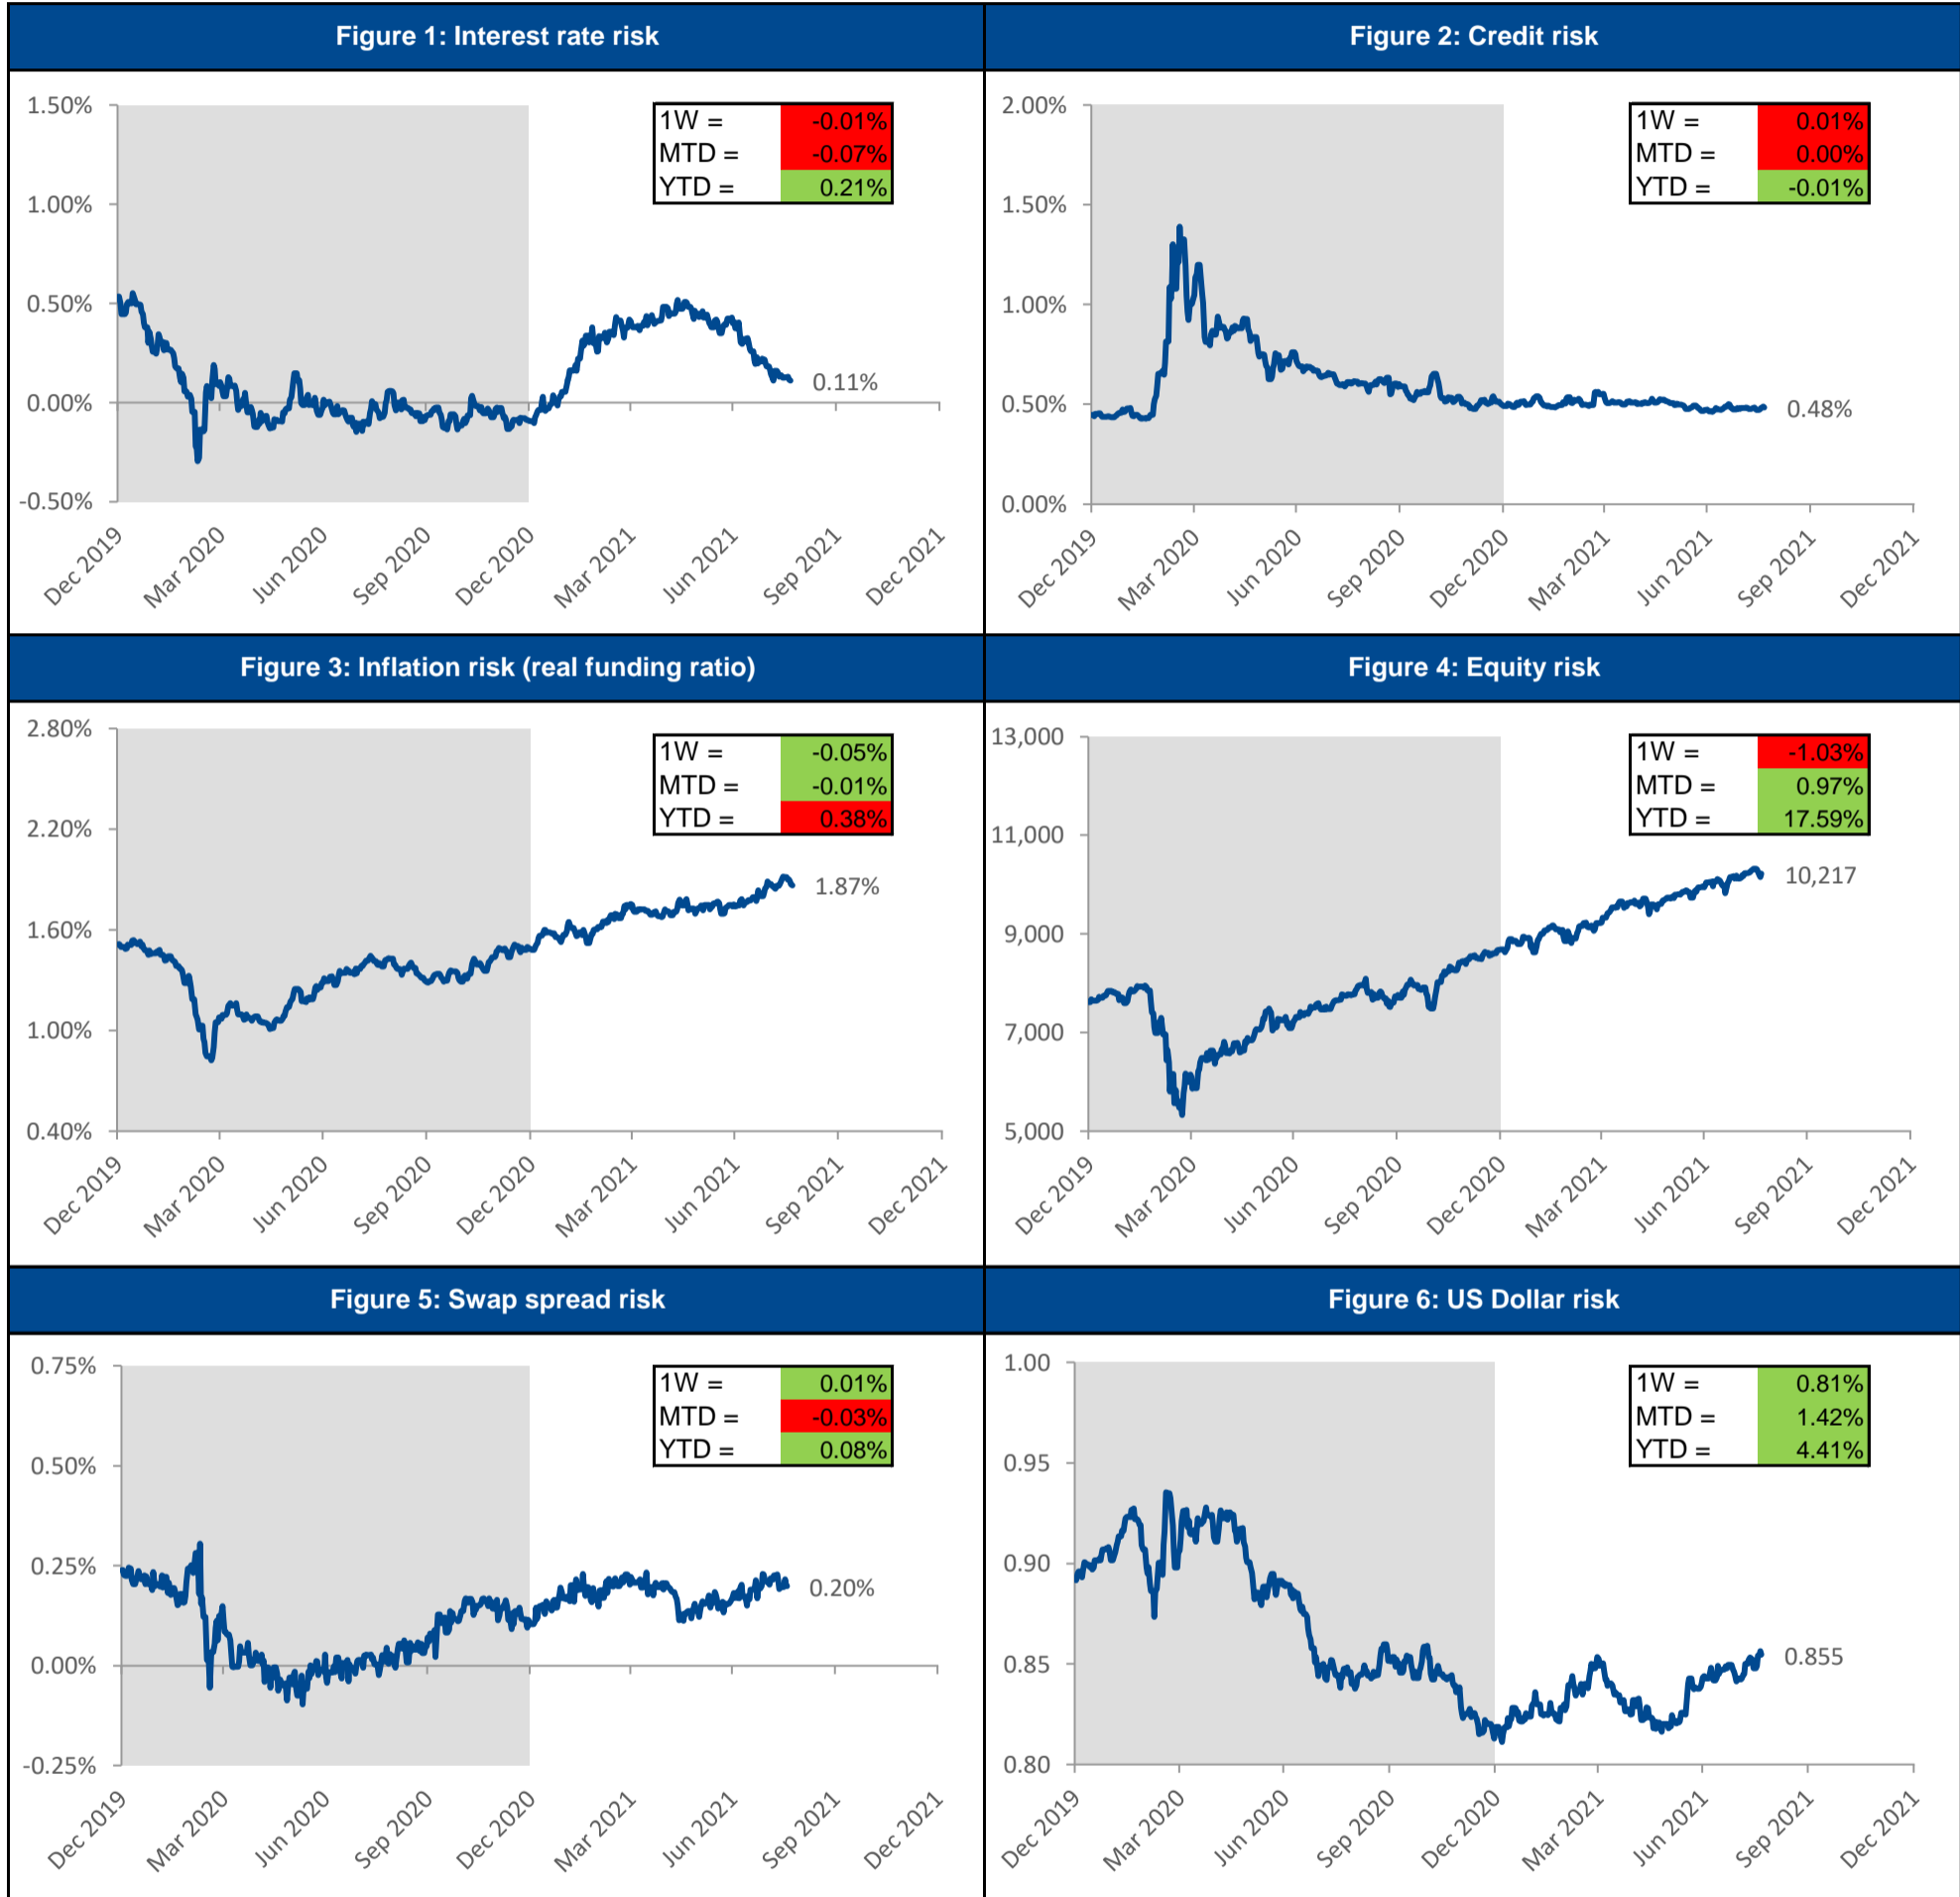 Figure 1: Interest rate risk
1.50%
1.00%
0.50%
0.00%
-0.50%
1W = -0.01%
MTD = -0.07%
YTD = 0.21%
0.11%
Dec 2019 Mar 2020 Jun 2020 Sep 2020 Dec 2020 Mar 2021 Jun 2021 Sep 2021 Dec 2021
Figure 2: Credit risk
2.00%
1.50%
1.00%
0.50%
0.00%
1W = 0.01%
MTD = 0.00%
YTD = -0.01%
0.48%
Dec 2019 Mar 2020 Jun 2020 Sep 2020 Dec 2020 Mar 2021 Jun 2021 Sep 2021 Dec 2021
Figure 3: Inflation risk (real funding ratio)
2.80%
2.20%
1.60%
1.00%
0.40%
1W = -0.05%
MTD = -0.01%
YTD = 0.38%
1.87%
Dec 2019 Mar 2020 Jun 2020 Sep 2020 Dec 2020 Mar 2021 Jun 2021 Sep 2021 Dec 2021
Figure 4: Equity risk
13,000
11,000
9,000
7,000
5,000
1W = -1.03%
MTD = 0.97%
YTD = 17.59%
10,217
Dec 2019 Mar 2020 Jun 2020 Sep 2020 Dec 2020 Mar 2021 Jun 2021 Sep 2021 Dec 2021
Figure 5: Swap spread risk
0.75%
0.50%
0.25%
0.00%
-0.25%
1W = 0.01%
MTD = -0.03%
YTD = 0.08%
0.20%
Dec 2019 Mar 2020 Jun 2020 Sep 2020 Dec 2020 Mar 2021 Jun 2021 Sep 2021 Dec 2021
Figure 6: US Dollar risk
1.00
0.95
0.90
0.85
0.80
1W = 0.81%
MTD = 1.42%
YTD = 4.41%
0.855
Dec 2019 Mar 2020 Jun 2020 Sep 2020 Dec 2020 Mar 2021 Jun 2021 Sep 2021 Dec 2021